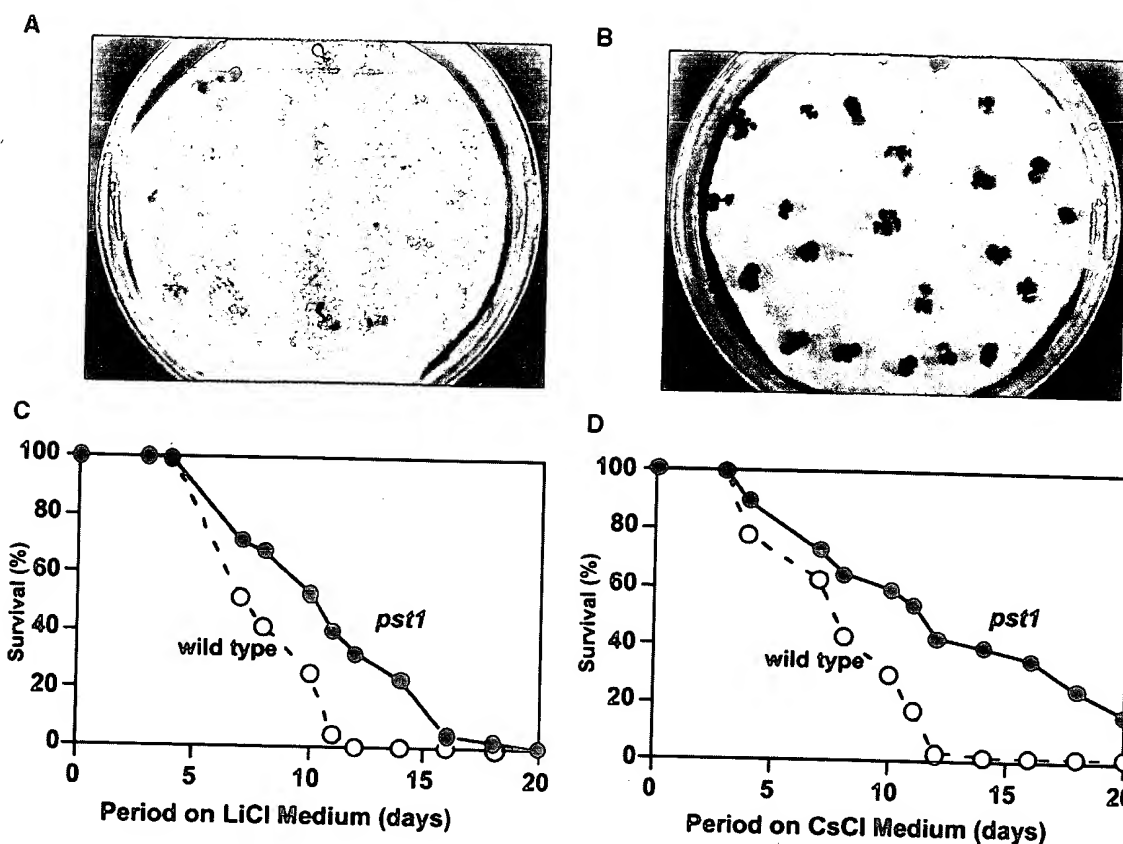 A
B
C
D
100
80
60
40
20
0
Survival (%)
wild type
pst1
0 5 10 15 20
Period on LiCl Medium (days)
100
80
60
40
20
0
Survival (%)
wild type
pst1
0 5 10 15 20
Period on CsCl Medium (days)